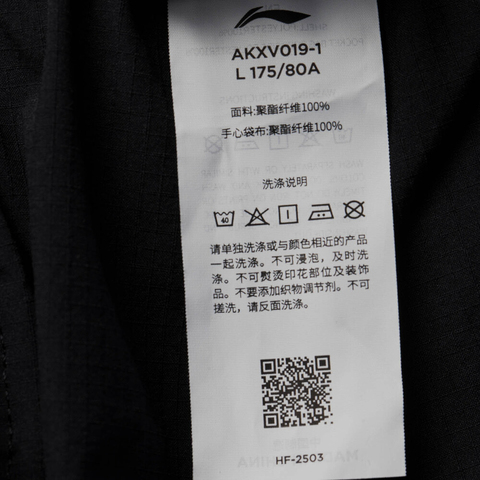 AKXV019-1
L 175/80A
面料:聚酯纤维100%
手心袋布:聚酯纤维100%
洗涤说明
40
请单独洗涤或与颜色相近的产品
一起洗涤。不可浸泡，及时洗
涤。不可熨烫印花部位及装饰
品。不要添加织物调节剂。不可
搓洗，请反面洗涤。
HF-2503